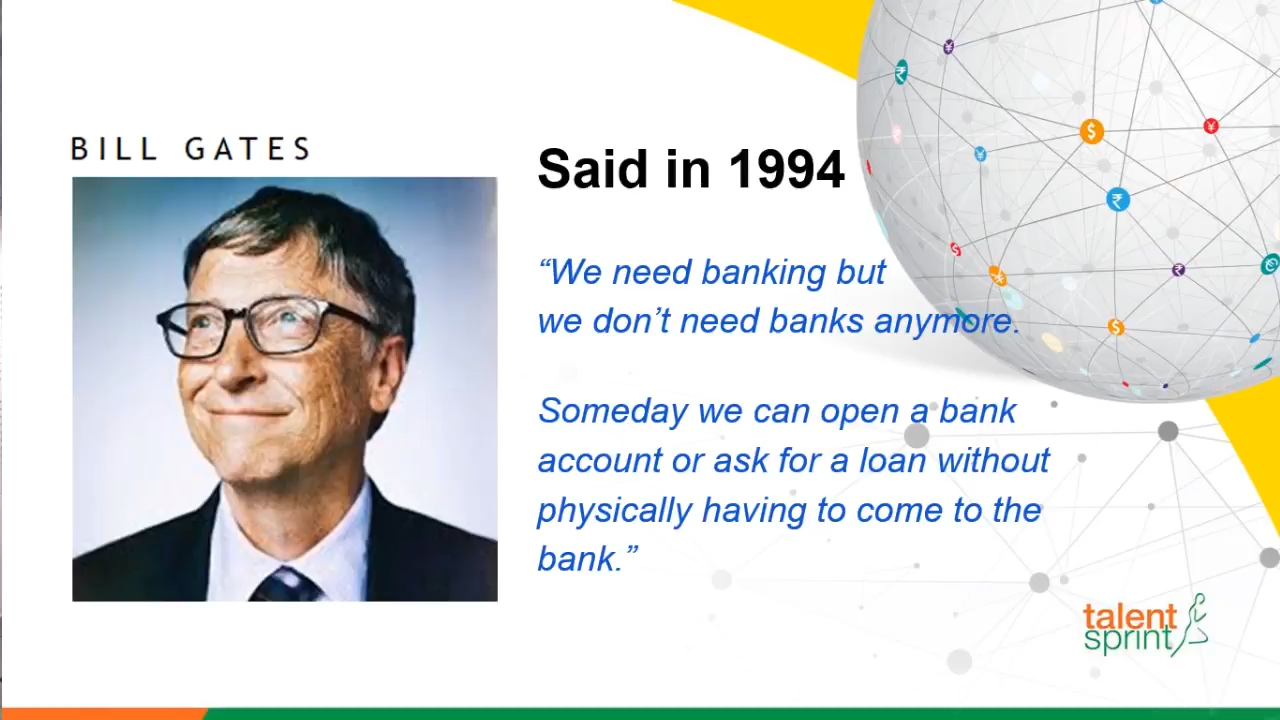 BILL GATES
Said in 1994
“We need banking but
we don’t need banks anymore.
Someday we can open a bank
account or ask for a loan without
physically having to come to the
bank.”
talent
sprint